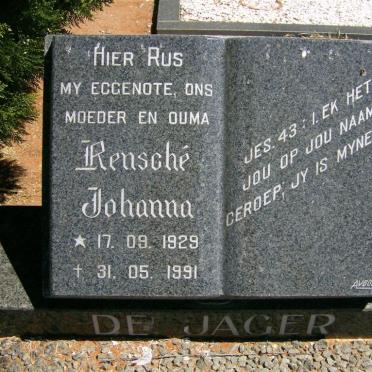 HIER RUS
MY EGGENOTE, ONS
MOEDER EN OUMA
Rensché
Johanna
★ 17. 09. 1929
† 31. 05. 1991
JES. 43 : 1. EK HET
JOU OP JOU NAAM
GEROEP, JY IS MYNE
DE JAGER